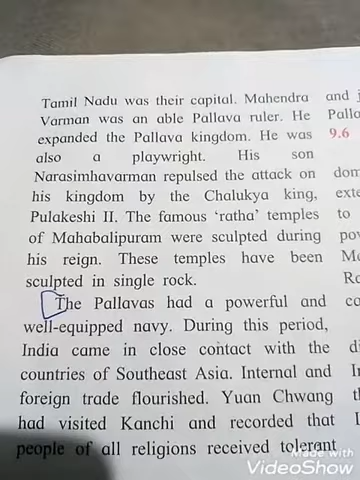 Tamil Nadu was their capital. Mahendra and
Varman was an able Pallava ruler. He
expanded the Pallava kingdom. He was 9.6
also a playwright. His son
Narasimhavarman repulsed the attack on
his kingdom by the Chalukya king,
Pulakeshi II. The famous ‘ratha’ temples to
of Mahabalipuram were sculpted during
his reign. These temples have been
sculpted in single rock.
The Pallavas had a powerful and
well-equipped navy. During this period,
India came in close contact with the
countries of Southeast Asia. Internal and
foreign trade flourished. Yuan Chwang
had visited Kanchi and recorded that
people of all religions received tolerant
Made with
VideoShow